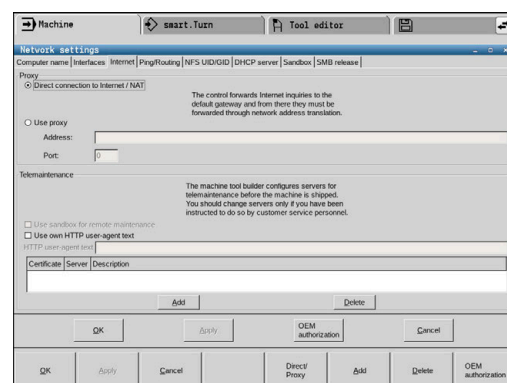 Machine
smart.Turn
Tool editor
Network settings
Computer name Interfaces Internet Ping/Routing NFS UID/GID DHCP server Sandbox SMB release
Proxy
Direct connection to Internet / NAT
The control forwards Internet inquiries to the
default gateway and from there they must be
forwarded through network address translation.
Use proxy
Address:
Port:
0
Telemaintenance
The machine tool builder configures servers for
telemaintenance before the machine is shipped.
You should change servers only if you have been
instructed to do so by customer service personnel.
Use sandbox for remote maintenance
Use own HTTP user-agent text
HTTP user-agent text
Certificate Server Description
Add Delete
OK Apply OEM authorization Cancel
OK Apply Cancel Direct/ Proxy Add Delete OEM authorization